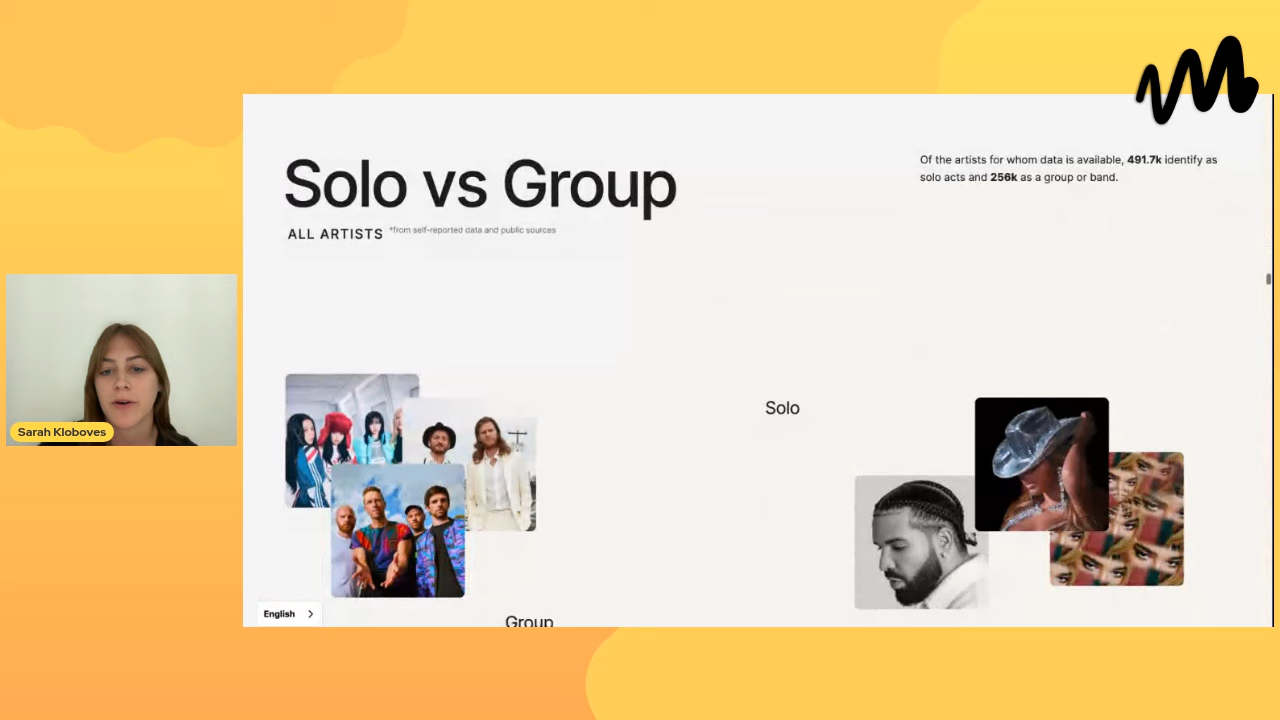 Solo vs Group
ALL ARTISTS *from self-reported data and public sources
Of the artists for whom data is available, 491.7k identify as
solo acts and 256k as a group or band.
Solo
Sarah Kloboves
English
Group